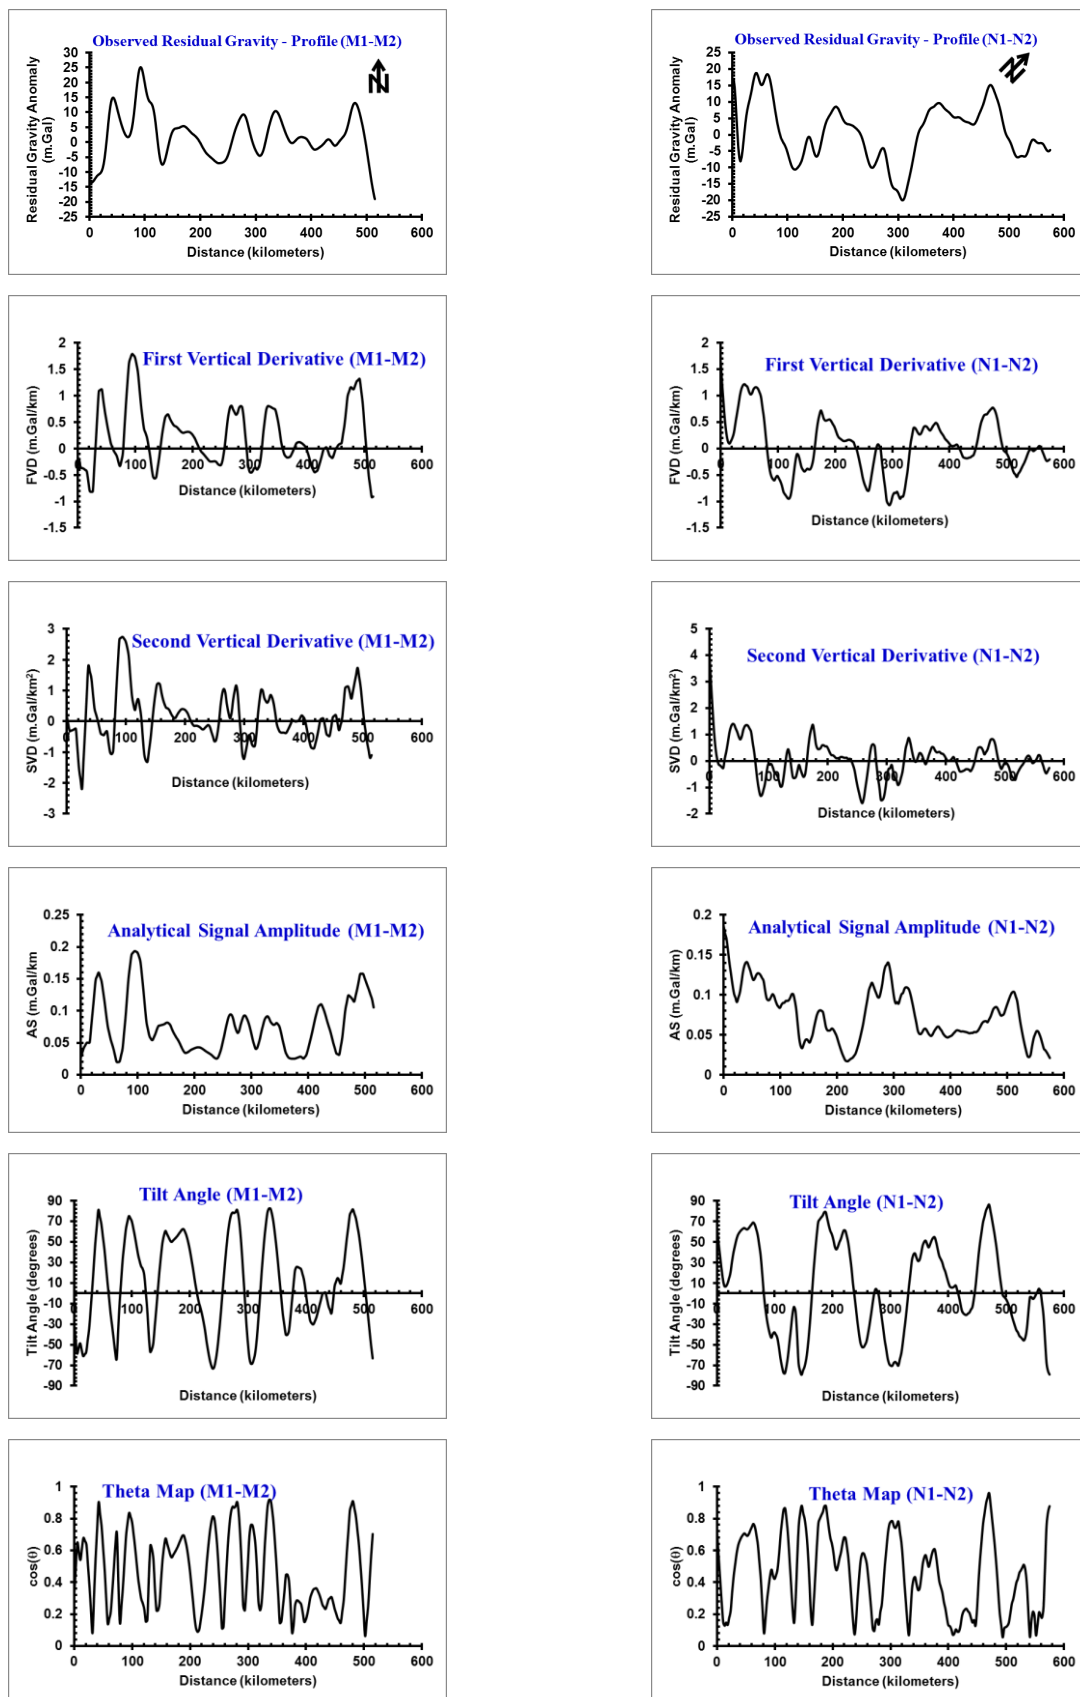 Observed Residual Gravity - Profile (M1-M2)
Residual Gravity Anomaly
(m.Gal)
30
25
20
15
10
5
0
-5
-10
-15
-20
-25
0 100 200 300 400 500 600
Distance (kilometers)
N
Observed Residual Gravity - Profile (N1-N2)
Residual Gravity Anomaly
(m.Gal)
25
20
15
10
5
0
-5
-10
-15
-20
-25
0 100 200 300 400 500 600
Distance (kilometers)
N
First Vertical Derivative (M1-M2)
FVD (m.Gal/km)
2
1.5
1
0.5
0
-0.5
-1
-1.5
0 100 200 300 400 500 600
Distance (kilometers)
First Vertical Derivative (N1-N2)
FVD (m.Gal/km)
2
1.5
1
0.5
0
-0.5
-1
-1.5
0 100 200 300 400 500 600
Distance (kilometers)
Second Vertical Derivative (M1-M2)
SVD (m.Gal/km²)
3
2
1
0
-1
-2
-3
0 100 200 300 400 500 600
Distance (kilometers)
Second Vertical Derivative (N1-N2)
SVD (m.Gal/km²)
5
4
3
2
1
0
-1
-2
0 100 200 300 400 500 600
Distance (kilometers)
Analytical Signal Amplitude (M1-M2)
AS (m.Gal/km
0.25
0.2
0.15
0.1
0.05
0
0 100 200 300 400 500 600
Distance (kilometers)
Analytical Signal Amplitude (N1-N2)
AS (m.Gal/km)
0.2
0.15
0.1
0.05
0
0 100 200 300 400 500 600
Distance (kilometers)
Tilt Angle (M1-M2)
Tilt Angle (degrees)
90
70
50
30
10
-10
-30
-50
-70
-90
0 100 200 300 400 500 600
Distance (kilometers)
Tilt Angle (N1-N2)
Tilt Angle (degrees)
90
70
50
30
10
-10
-30
-50
-70
-90
0 100 200 300 400 500 600
Distance (kilometers)
Theta Map (M1-M2)
cos(θ)
1
0.8
0.6
0.4
0.2
0
0 100 200 300 400 500 600
Distance (kilometers)
Theta Map (N1-N2)
cos(θ)
1
0.8
0.6
0.4
0.2
0
0 100 200 300 400 500 600
Distance (kilometers)